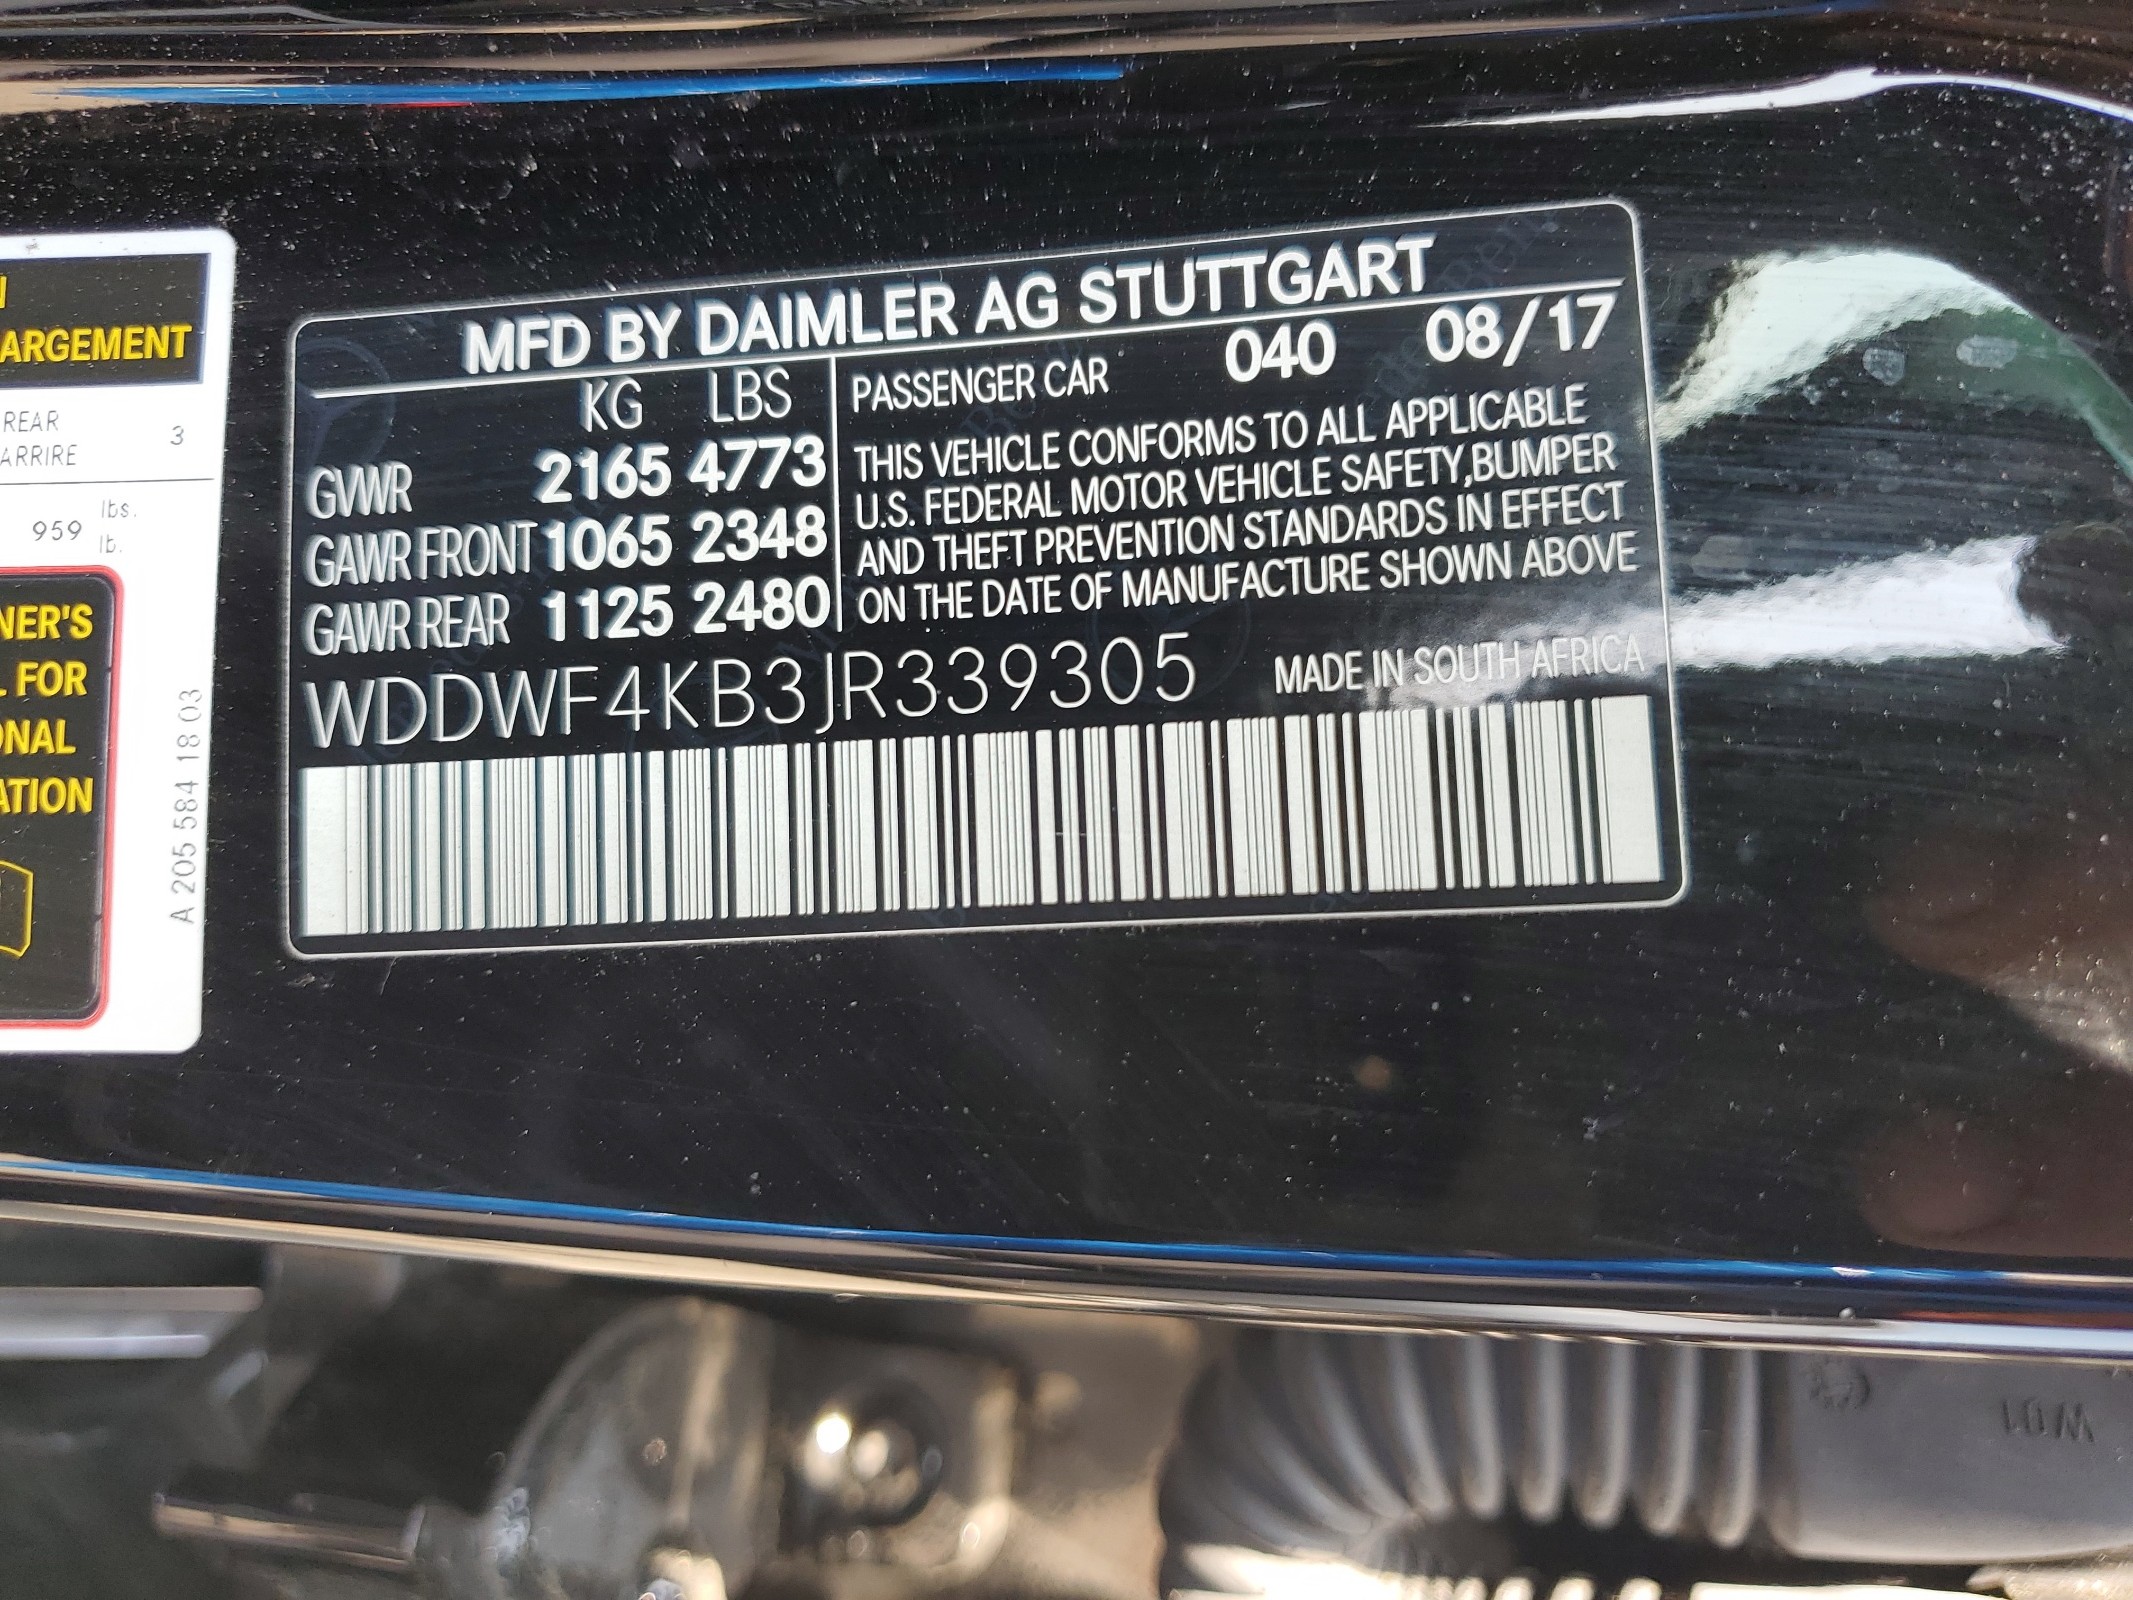 ARGEMENT
REAR
ARRIRE 3
959 lbs.
lb.
NER'S
FOR
ONAL
ATION
A 205 584 18 03
MFD BY DAIMLER AG STUTTGART
KG LBS
GVWR 2165 4773
GAWR FRONT 1065 2348
GAWR REAR 1125 2480
PASSENGER CAR 040 08/17
THIS VEHICLE CONFORMS TO ALL APPLICABLE
U.S. FEDERAL MOTOR VEHICLE SAFETY,BUMPER
AND THEFT PREVENTION STANDARDS IN EFFECT
ON THE DATE OF MANUFACTURE SHOWN ABOVE
WDDWF4KB3JR339305 MADE IN SOUTH AFRICA